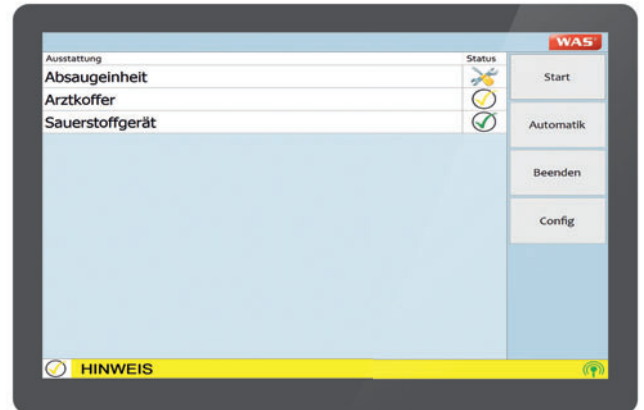 WAS
Ausstattung Status
Absaugeinheit
Arztkoffer
Sauerstoffgerät
Start
Automatik
Beenden
Config
HINWEIS